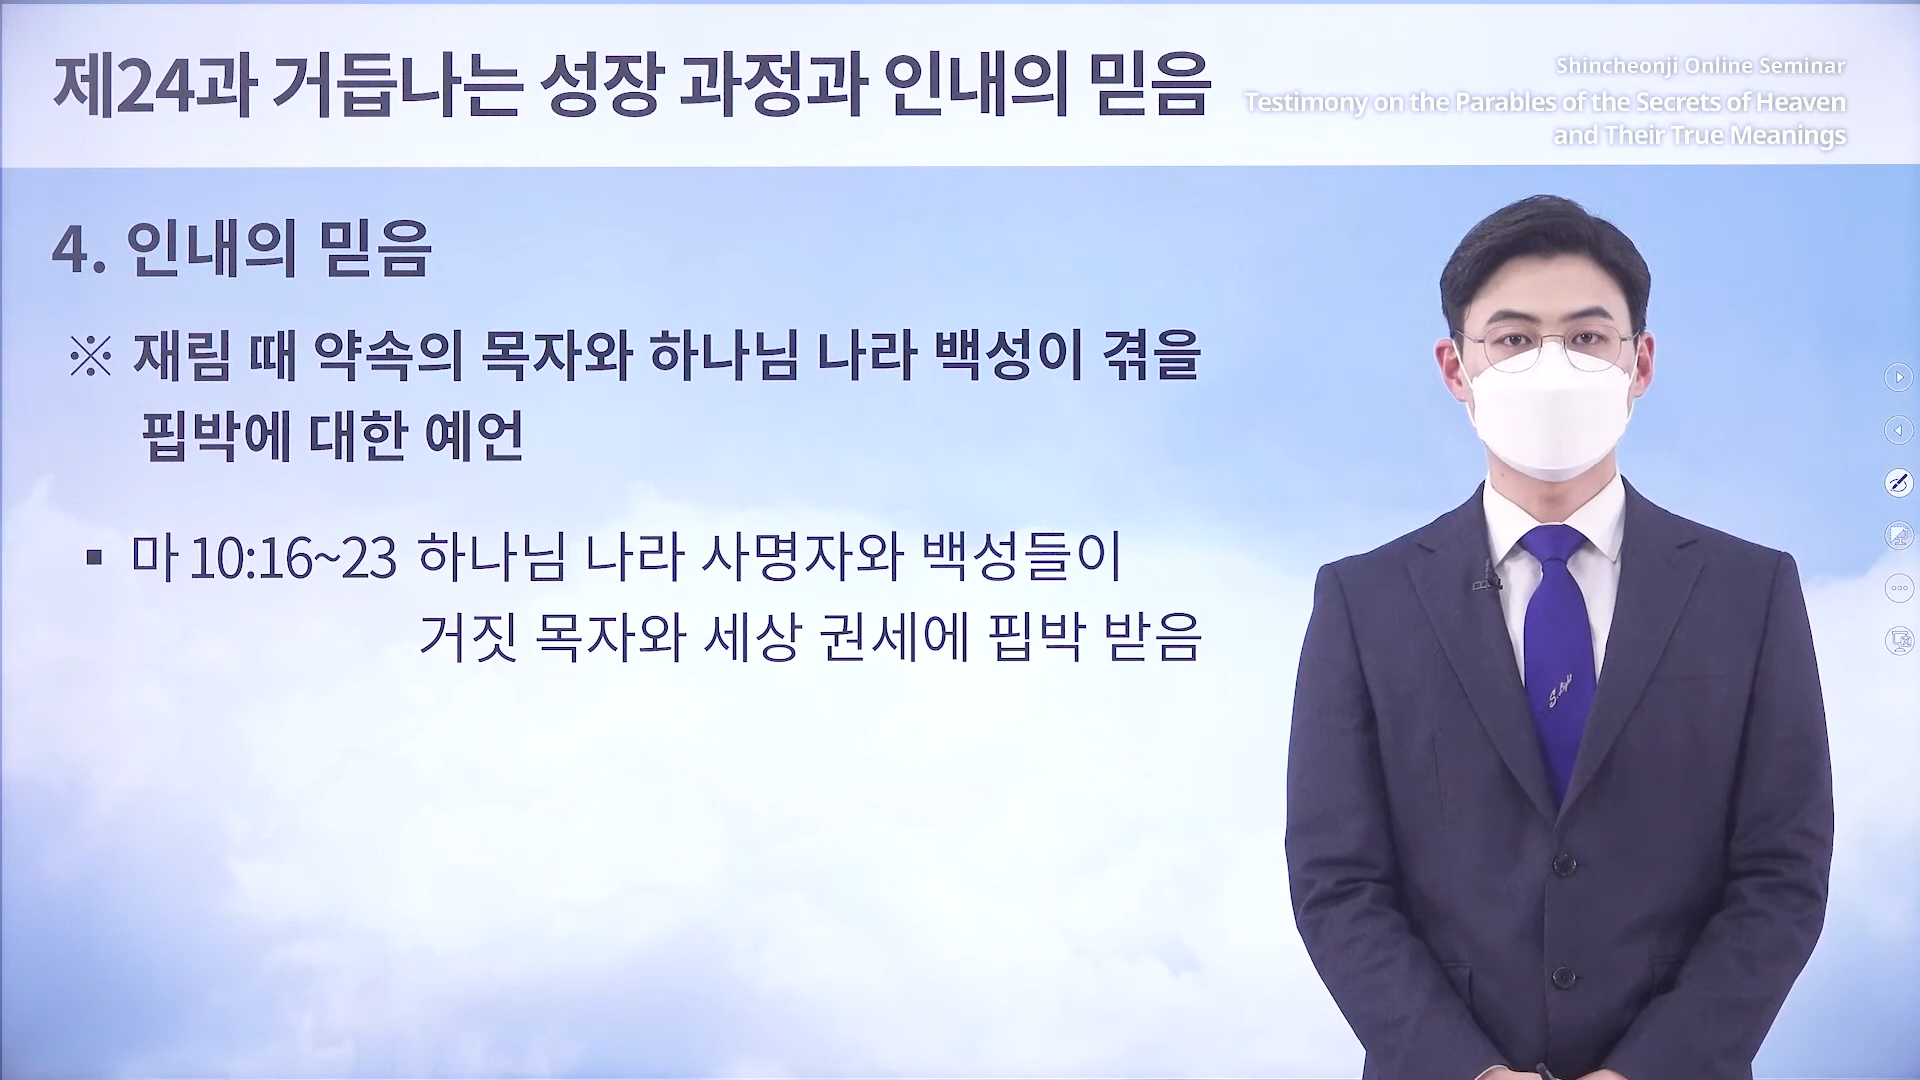 제24과 거듭나는 성장 과정과 인내의 믿음
Shincheonji Online Seminar
Testimony on the Parables of the Secrets of Heaven
and Their True Meanings
4. 인내의 믿음
※ 재림 때 약속의 목자와 하나님 나라 백성이 겪을
핍박에 대한 예언
▪ 마 10:16~23 하나님 나라 사명자와 백성들이
거짓 목자와 세상 권세에 핍박 받음